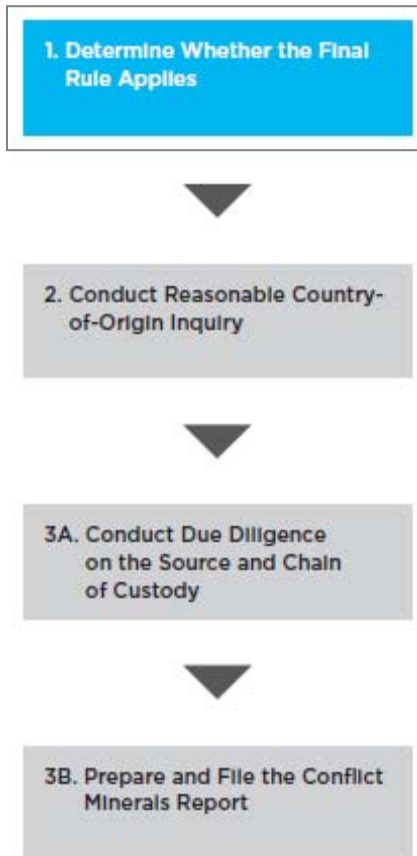 1. Determine Whether the Final
Rule Applies
2. Conduct Reasonable Country-
of-Origin Inquiry
3A. Conduct Due Diligence
on the Source and Chain
of Custody
3B. Prepare and File the Conflict
Minerals Report